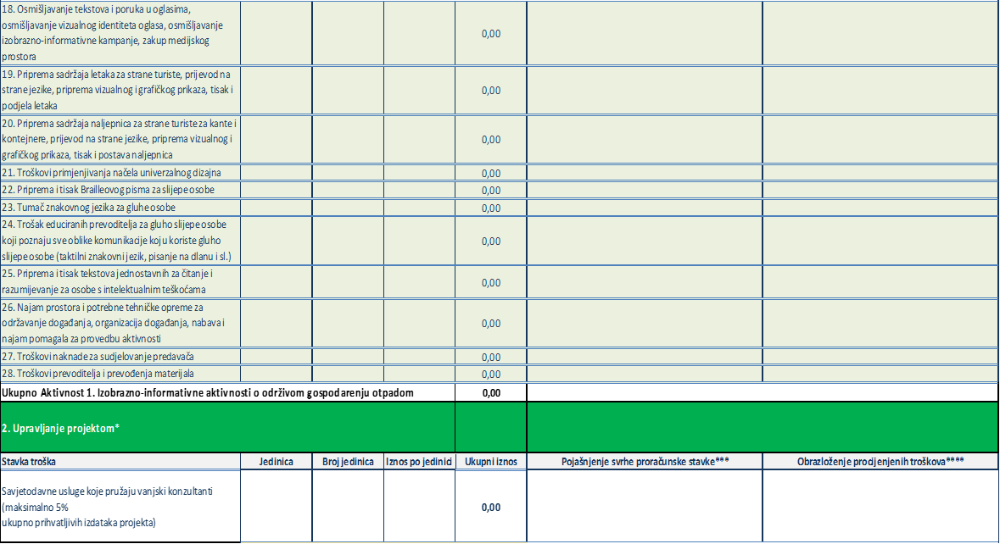 18. Osmišljavanje tekstova i poruka u oglasima,
osmišljavanje vizualnog identiteta oglasa, osmišljavanje
izobrazno-informativne kampanje, zakup medijskog
prostora
0,00
19. Priprema sadržaja letaka za strane turiste, prijevod na
strane jezike, priprema vizualnog i grafičkog prikaza, tisak i
podjela letaka
0,00
20. Priprema sadržaja naljepnica za strane turiste za kante i
kontejnere, prijevod na strane jezike, priprema vizualnog i
grafičkog prikaza, tisak i postava naljepnica
0,00
21. Troškovi primjenjivanja načela univerzalnog dizajna 0,00
22. Priprema i tisak Brailleovog pisma za slijepe osobe 0,00
23. Tumač znakovnog jezika za gluhe osobe 0,00
24. Trošak educiranih prevoditelja za gluho slijepe osobe
koji poznaju sve oblike komunikacije koju koriste gluho
slijepe osobe (taktilni znakovni jezik, pisanje na dlanu i sl.)
0,00
25. Priprema i tisak tekstova jednostavnih za čitanje i
razumijevanje za osobe s intelektualnim teškoćama
0,00
26. Najam prostora i potrebne tehničke opreme za
održavanje događanja, organizacija događanja, nabava i
najam pomagala za provedbu aktivnosti
0,00
27. Troškovi naknade za sudjelovanje predavača 0,00
28. Troškovi prevoditelja i prevođenja materijala 0,00
Ukupno Aktivnost 1. Izobrazno-informativne aktivnosti o održivom gospodarenju otpadom 0,00
2. Upravljanje projektom*
Stavka troška Jedinica Broj jedinica Iznos po jedinici Ukupni iznos Pojašnjenje svrhe proračunske stavke*** Obrazloženje procijenjenih troškova****
Savjetodavne usluge koje pružaju vanjski konzultanti
(maksimalno 5%
ukupno prihvatljivih izdataka projekta)
0,00